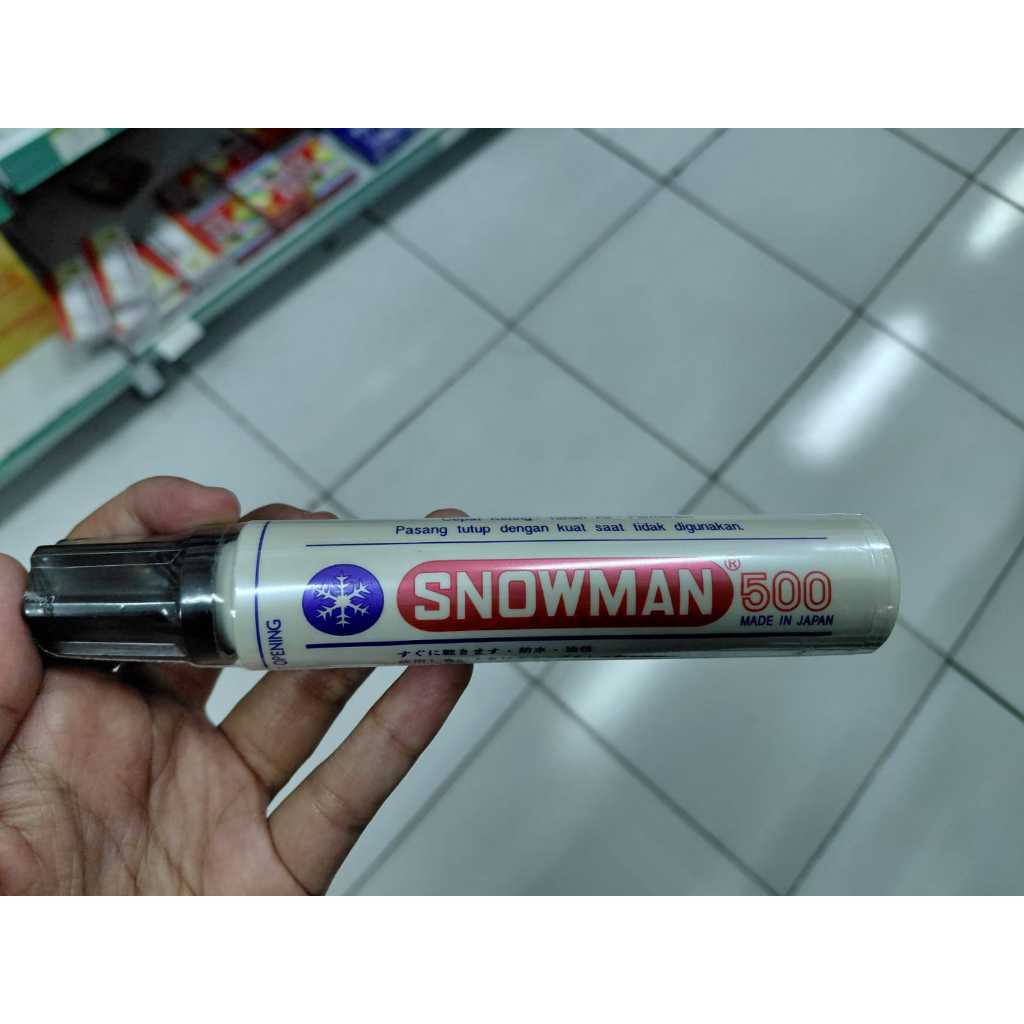 Pasang tutup dengan kuat saat tidak digunakan.
SNOWMAN® 500
MADE IN JAPAN
OPENING
すぐに乾きます・耐水・油性